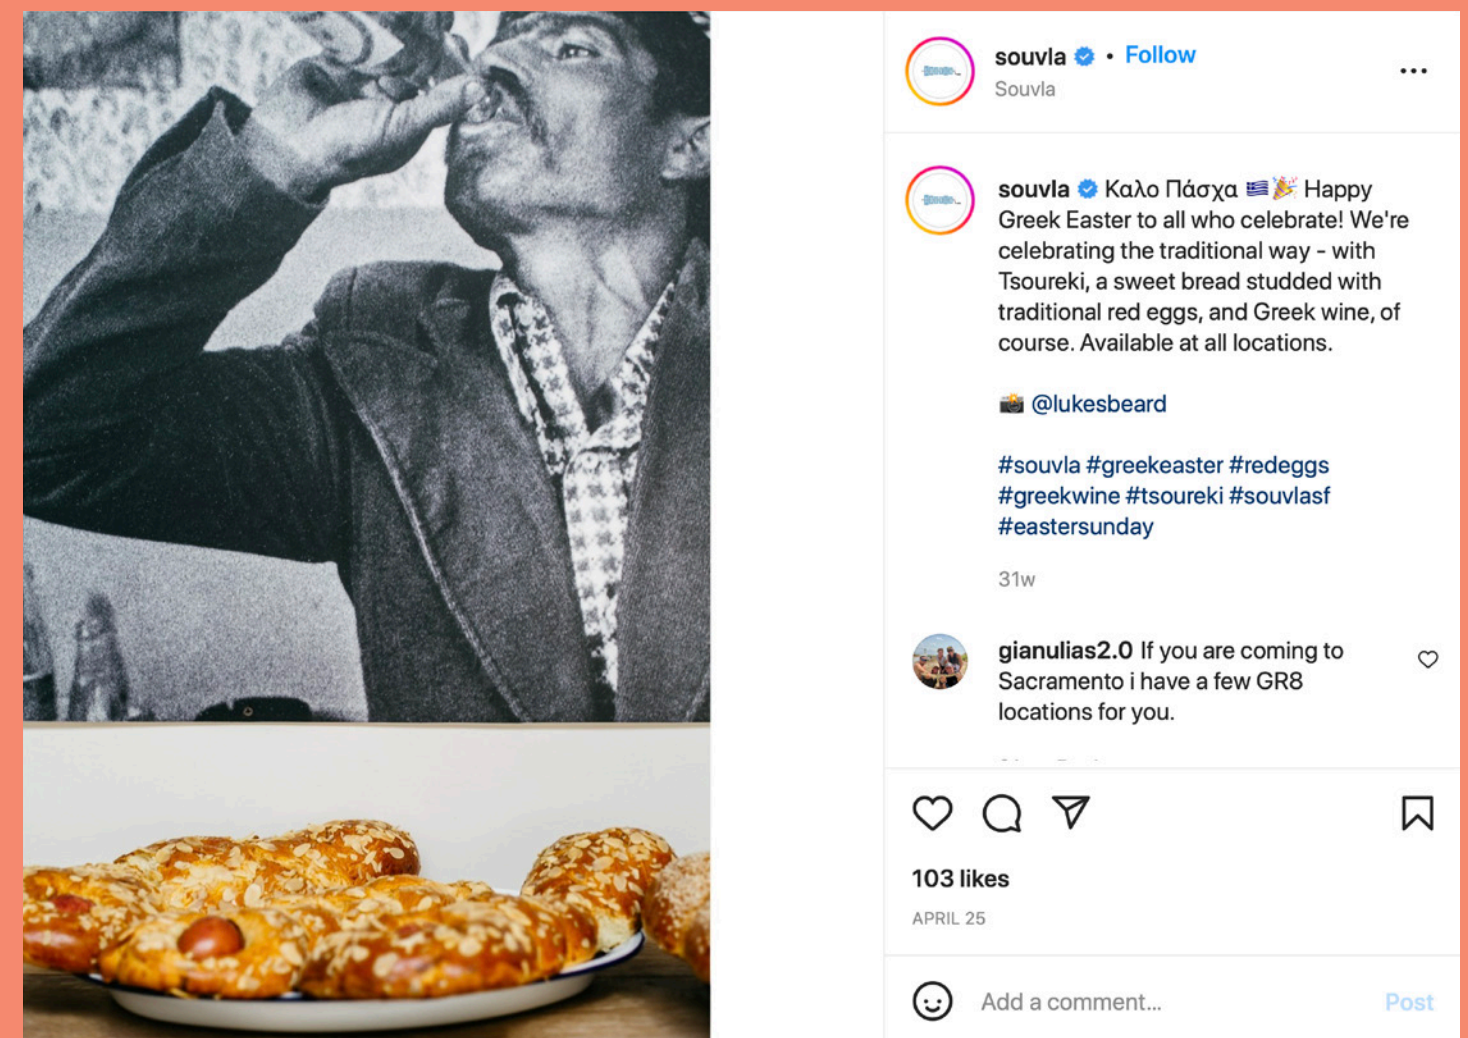 souvla • Follow
Souvla
souvla Καλο Πάσχα 🇬🇷🎉 Happy
Greek Easter to all who celebrate! We're
celebrating the traditional way - with
Tsoureki, a sweet bread studded with
traditional red eggs, and Greek wine, of
course. Available at all locations.
📸 @lukesbeard
#souvla #greekeaster #redeggs
#greekwine #tsoureki #souvlasf
#eastersunday
31w
gianulias2.0 If you are coming to
Sacramento i have a few GR8
locations for you.
103 likes
APRIL 25
Add a comment...
Post